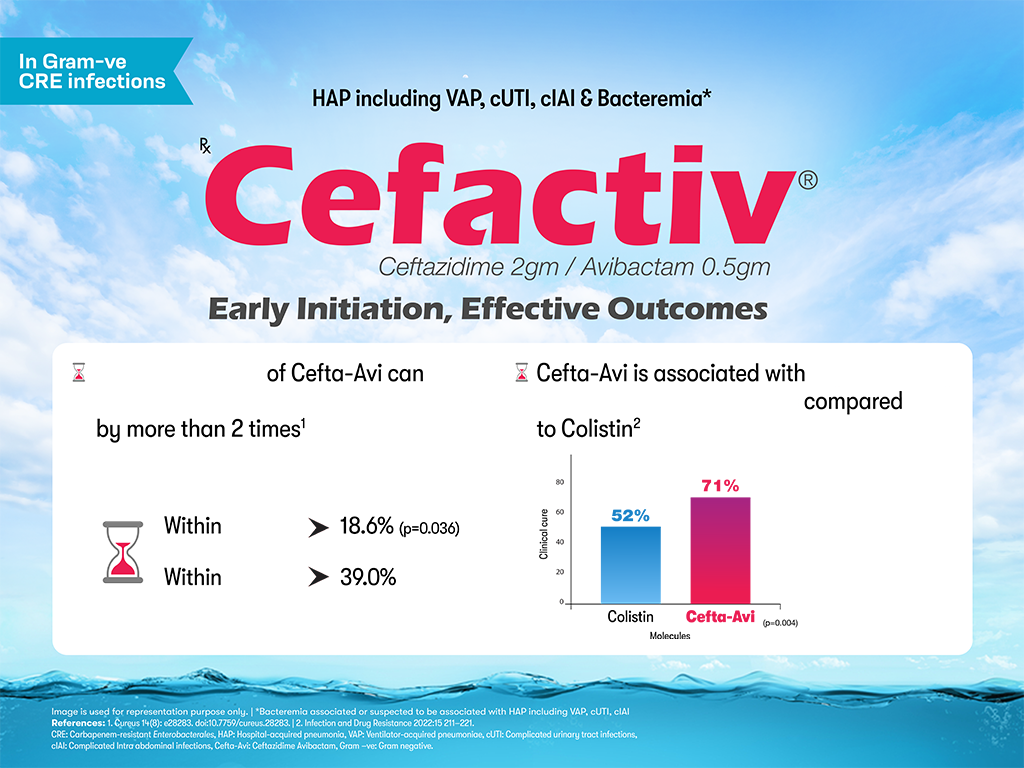 In Gram-ve
CRE infections
HAP including VAP, cUTI, cIAI & Bacteremia*
℞
Cefactiv®
Ceftazidime 2gm / Avibactam 0.5gm
Early Initiation, Effective Outcomes
of Cefta-Avi can
by more than 2 times¹
Within ➤ 18.6% (p=0.036)
Within ➤ 39.0%
Cefta-Avi is associated with
compared
to Colistin²
Clinical cure
80
60
40
20
0
52%
71%
Colistin
Cefta-Avi
(p=0.004)
Molecules
Image is used for representation purpose only. | *Bacteremia associated or suspected to be associated with HAP including VAP, cUTI, cIAI
References: 1. Cureus 14(8): e28283. doi:10.7759/cureus.28283. | 2. Infection and Drug Resistance 2022:15 211–221.
CRE: Carbapenem-resistant Enterobacterales, HAP: Hospital-acquired pneumonia, VAP: Ventilator-acquired pneumoniae, cUTI: Complicated urinary tract infections,
cIAI: Complicated Intra abdominal infections, Cefta-Avi: Ceftazidime Avibactam, Gram –ve: Gram negative.